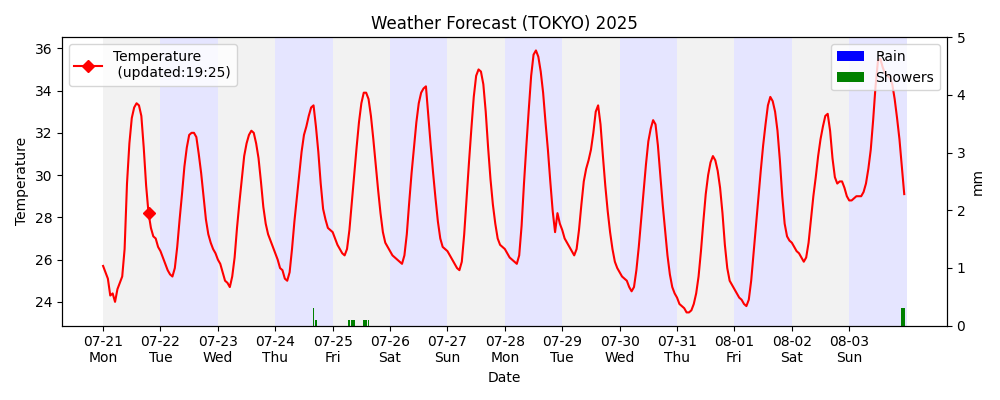 Weather Forecast (TOKYO) 2025
Temperature
(updated:19:25)
Rain
Showers
Temperature
36
34
32
30
28
26
24
5
4
3
2
1
0
mm
07-21 07-22 07-23 07-24 07-25 07-26 07-27 07-28 07-29 07-30 07-31 08-01 08-02 08-03
Mon Tue Wed Thu Fri Sat Sun Mon Tue Wed Thu Fri Sat Sun
Date